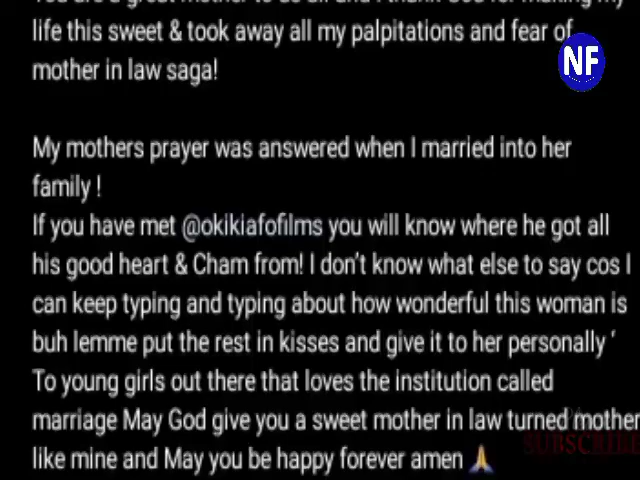 life this sweet & took away all my palpitations and fear of
mother in law saga!
NF
My mothers prayer was answered when I married into her
family !
If you have met @okikiafofilms you will know where he got all
his good heart & Cham from! I don't know what else to say cos I
can keep typing and typing about how wonderful this woman is
buh lemme put the rest in kisses and give it to her personally '
To young girls out there that loves the institution called
marriage May God give you a sweet mother in law turned mother
like mine and May you be happy forever amen 🙏
SUBSCRIBE